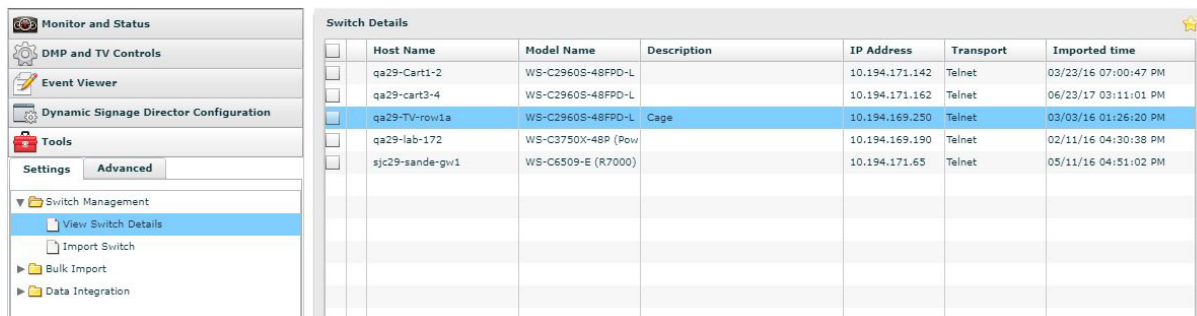 Monitor and Status
DMP and TV Controls
Event Viewer
Dynamic Signage Director Configuration
Tools
Settings Advanced
Switch Management
View Switch Details
Import Switch
Bulk Import
Data Integration
Switch Details
Host Name Model Name Description IP Address Transport Imported time
qa29-Cart1-2 WS-C2960S-48FPD-L 10.194.171.142 Telnet 03/23/16 07:00:47 PM
qa29-cart3-4 WS-C2960S-48FPD-L 10.194.171.162 Telnet 06/23/17 03:11:01 PM
qa29-TV-row1a WS-C2960S-48FPD-L Cage 10.194.169.250 Telnet 03/03/16 01:26:20 PM
qa29-lab-172 WS-C3750X-48P (Pow 10.194.169.190 Telnet 02/11/16 04:30:38 PM
sjc29-sande-gw1 WS-C6509-E (R7000) 10.194.171.65 Telnet 05/11/16 04:51:02 PM